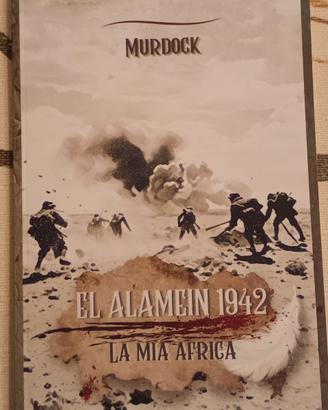 MURDOCK
EL ALAMEIN 1942
LA MIA AFRICA